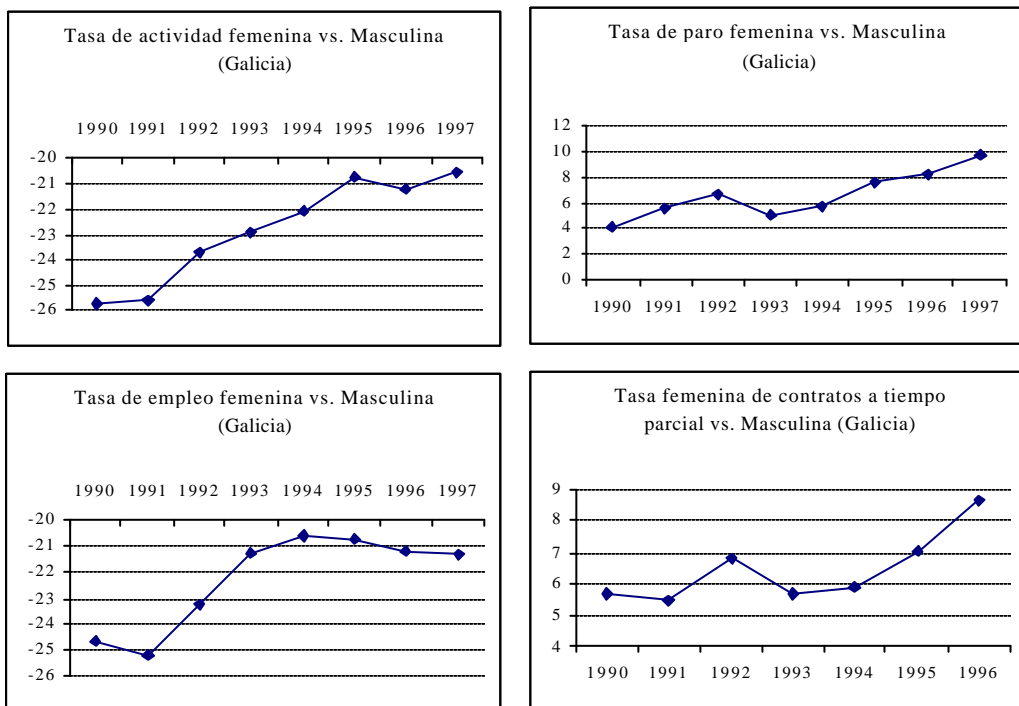 Tasa de actividad femenina vs. Masculina
(Galicia)
1990 1991 1992 1993 1994 1995 1996 1997
-20
-21
-22
-23
-24
-25
-26
Tasa de paro femenina vs. Masculina
(Galicia)
12
10
8
6
4
2
0
1990 1991 1992 1993 1994 1995 1996 1997
Tasa de empleo femenina vs. Masculina
(Galicia)
1990 1991 1992 1993 1994 1995 1996 1997
-20
-21
-22
-23
-24
-25
-26
Tasa femenina de contratos a tiempo
parcial vs. Masculina (Galicia)
9
8
7
6
5
4
1990 1991 1992 1993 1994 1995 1996